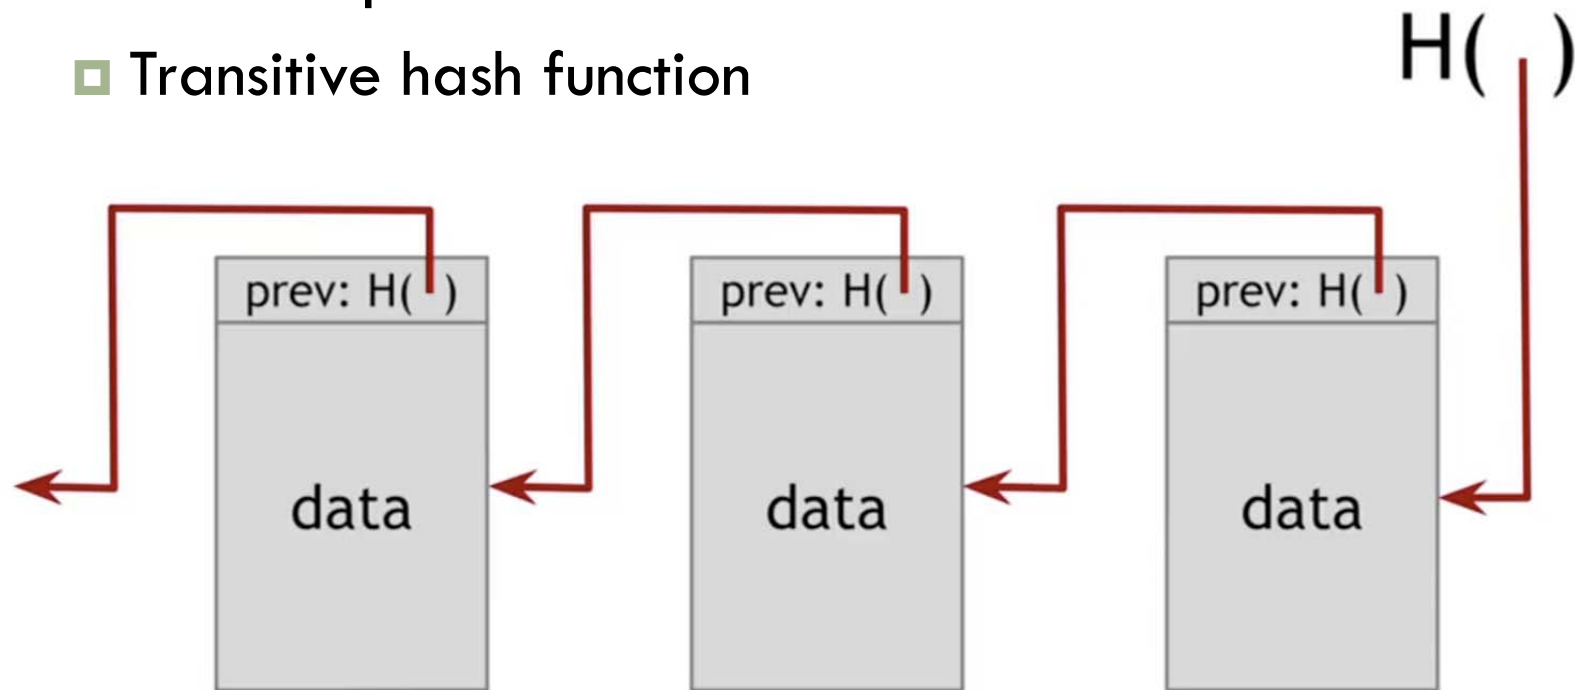 Transitive hash function
H( )
prev: H( )
prev: H( )
prev: H( )
data
data
data